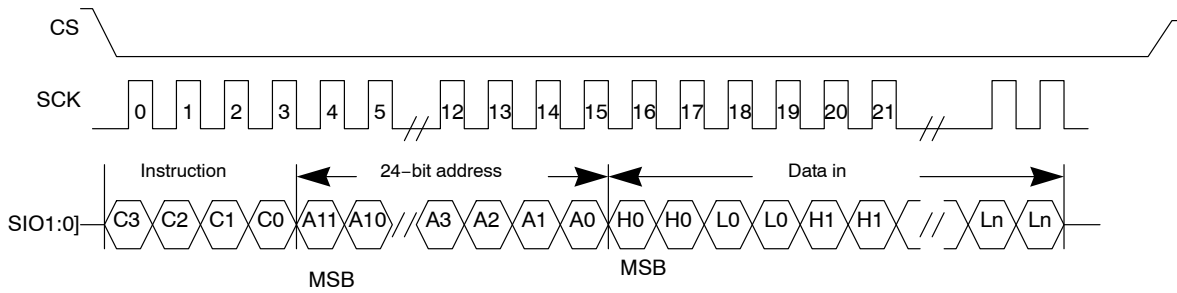 CS
SCK 0 1 2 3 4 5 12 13 14 15 16 17 18 19 20 21
Instruction 24−bit address Data in
SIO1:0] C3 C2 C1 C0 A11 A10 A3 A2 A1 A0 H0 H0 L0 L0 H1 H1 Ln Ln
MSB MSB